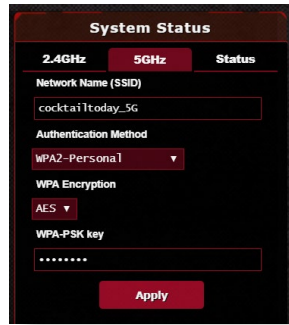 System Status
2.4GHz 5GHz Status
Network Name (SSID)
cocktailtoday_5G
Authentication Method
WPA2-Personal
WPA Encryption
AES
WPA-PSK key
••••••••
Apply